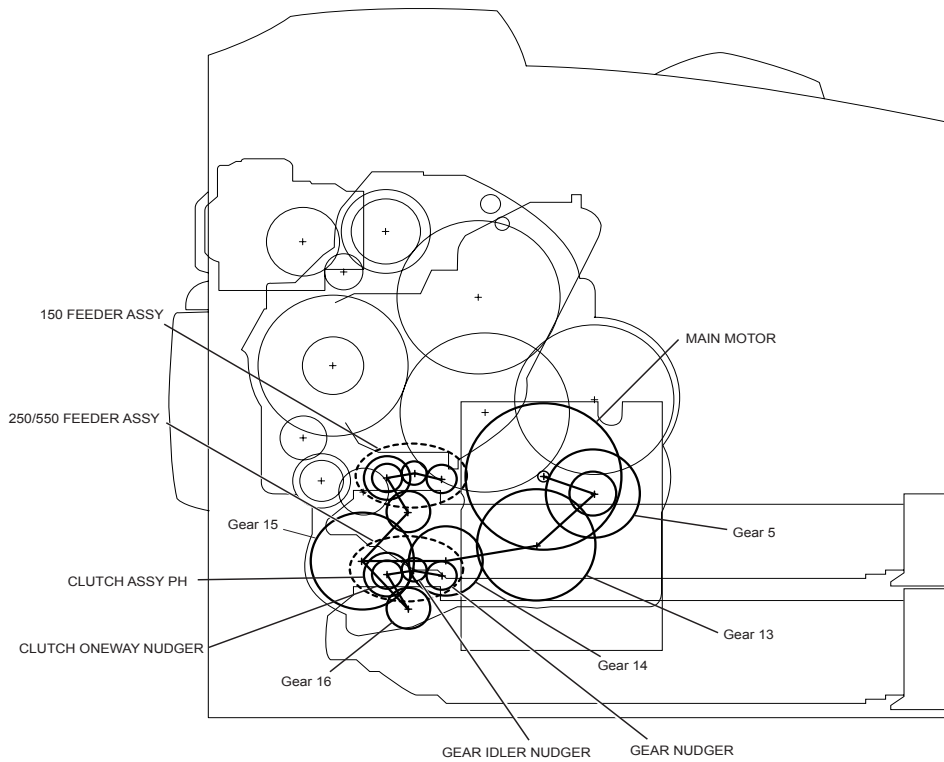 150 FEEDER ASSY
MAIN MOTOR
250/550 FEEDER ASSY
Gear 15
Gear 5
CLUTCH ASSY PH
Gear 13
CLUTCH ONEWAY NUDGER
Gear 14
Gear 16
GEAR IDLER NUDGER
GEAR NUDGER